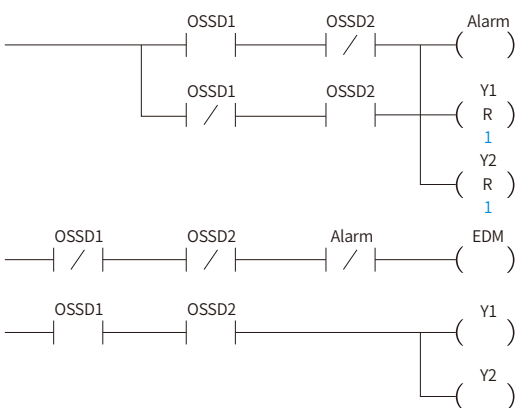 OSSD1 OSSD2 Alarm
OSSD1 OSSD2 Y1
R
1
Y2
R
1
OSSD1 OSSD2 Alarm EDM
OSSD1 OSSD2 Y1
Y2